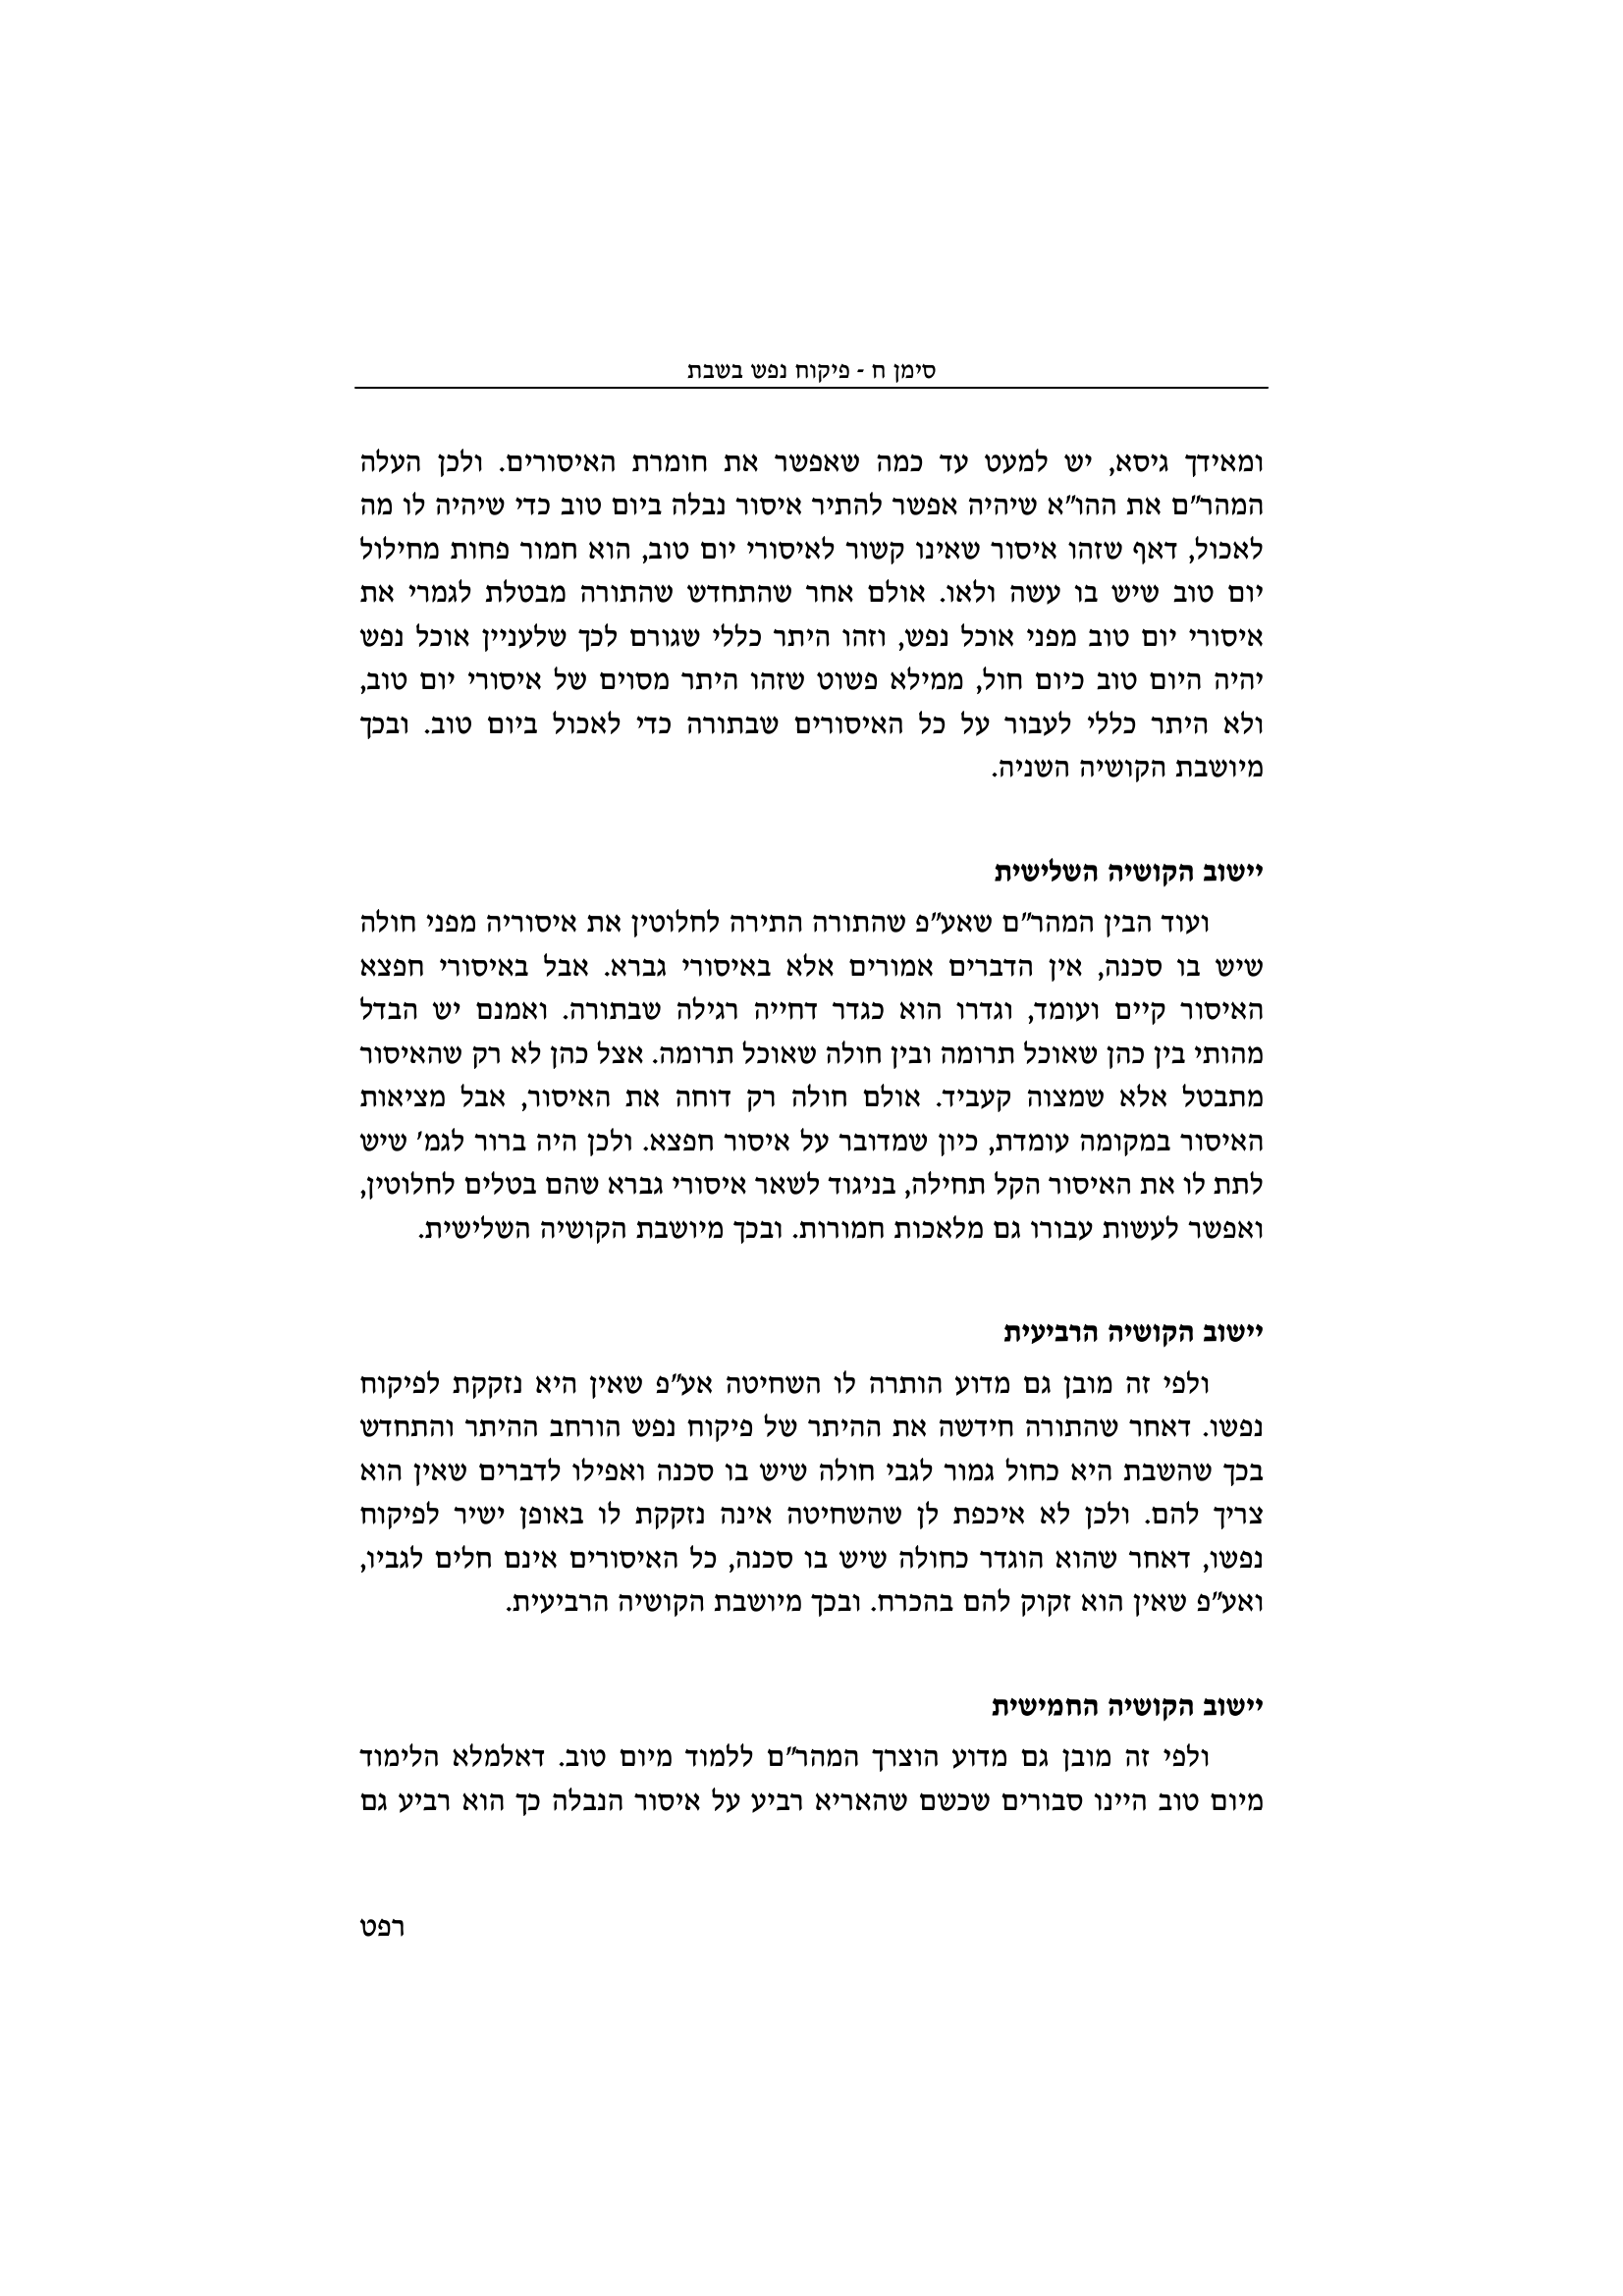 סימן ח - פיקוח נפש בשבת
ומאידך גיסא, יש למעט עד כמה שאפשר את חומרת האיסורים. ולכן העלה
המהר״ם את ההו״א שיהיה אפשר להתיר איסור נבלה ביום טוב כדי שיהיה לו מה
לאכול, דאף שזהו איסור שאינו קשור לאיסורי יום טוב, הוא חמור פחות מחילול
יום טוב שיש בו עשה ולאו. אולם אחר שהתחדש שהתורה מבטלת לגמרי את
איסורי יום טוב מפני אוכל נפש, וזהו היתר כללי שגורם לכך שלעניין אוכל נפש
יהיה היום טוב כיום חול, ממילא פשוט שזהו היתר מסוים של איסורי יום טוב,
ולא היתר כללי לעבור על כל האיסורים שבתורה כדי לאכול ביום טוב. ובכך
מיושבת הקושיה השניה.
יישוב הקושיה השלישית
ועוד הבין המהר״ם שאע״פ שהתורה התירה לחלוטין את איסוריה מפני חולה
שיש בו סכנה, אין הדברים אמורים אלא באיסורי גברא. אבל באיסורי חפצא
האיסור קיים ועומד, וגדרו הוא כגדר דחייה רגילה שבתורה. ואמנם יש הבדל
מהותי בין כהן שאוכל תרומה ובין חולה שאוכל תרומה. אצל כהן לא רק שהאיסור
מתבטל אלא שמצוה קעביד. אולם חולה רק דוחה את האיסור, אבל מציאות
האיסור במקומה עומדת, כיון שמדובר על איסור חפצא. ולכן היה ברור לגמ׳ שיש
לתת לו את האיסור הקל תחילה, בניגוד לשאר איסורי גברא שהם בטלים לחלוטין,
ואפשר לעשות עבורו גם מלאכות חמורות. ובכך מיושבת הקושיה השלישית.
יישוב הקושיה הרביעית
ולפי זה מובן גם מדוע הותרה לו השחיטה אע״פ שאין היא נזקקת לפיקוח
נפשו. דאחר שהתורה חידשה את ההיתר של פיקוח נפש הורחב ההיתר והתחדש
בכך שהשבת היא כחול גמור לגבי חולה שיש בו סכנה ואפילו לדברים שאין הוא
צריך להם. ולכן לא איכפת לן שהשחיטה אינה נזקקת לו באופן ישיר לפיקוח
נפשו, דאחר שהוא הוגדר כחולה שיש בו סכנה, כל האיסורים אינם חלים לגביו,
ואע״פ שאין הוא זקוק להם בהכרח. ובכך מיושבת הקושיה הרביעית.
יישוב הקושיה החמישית
ולפי זה מובן גם מדוע הוצרך המהר״ם ללמוד מיום טוב. דאלמלא הלימוד
מיום טוב היינו סבורים שכשם שהאריא רביע על איסור הנבלה כך הוא רביע גם
רפט